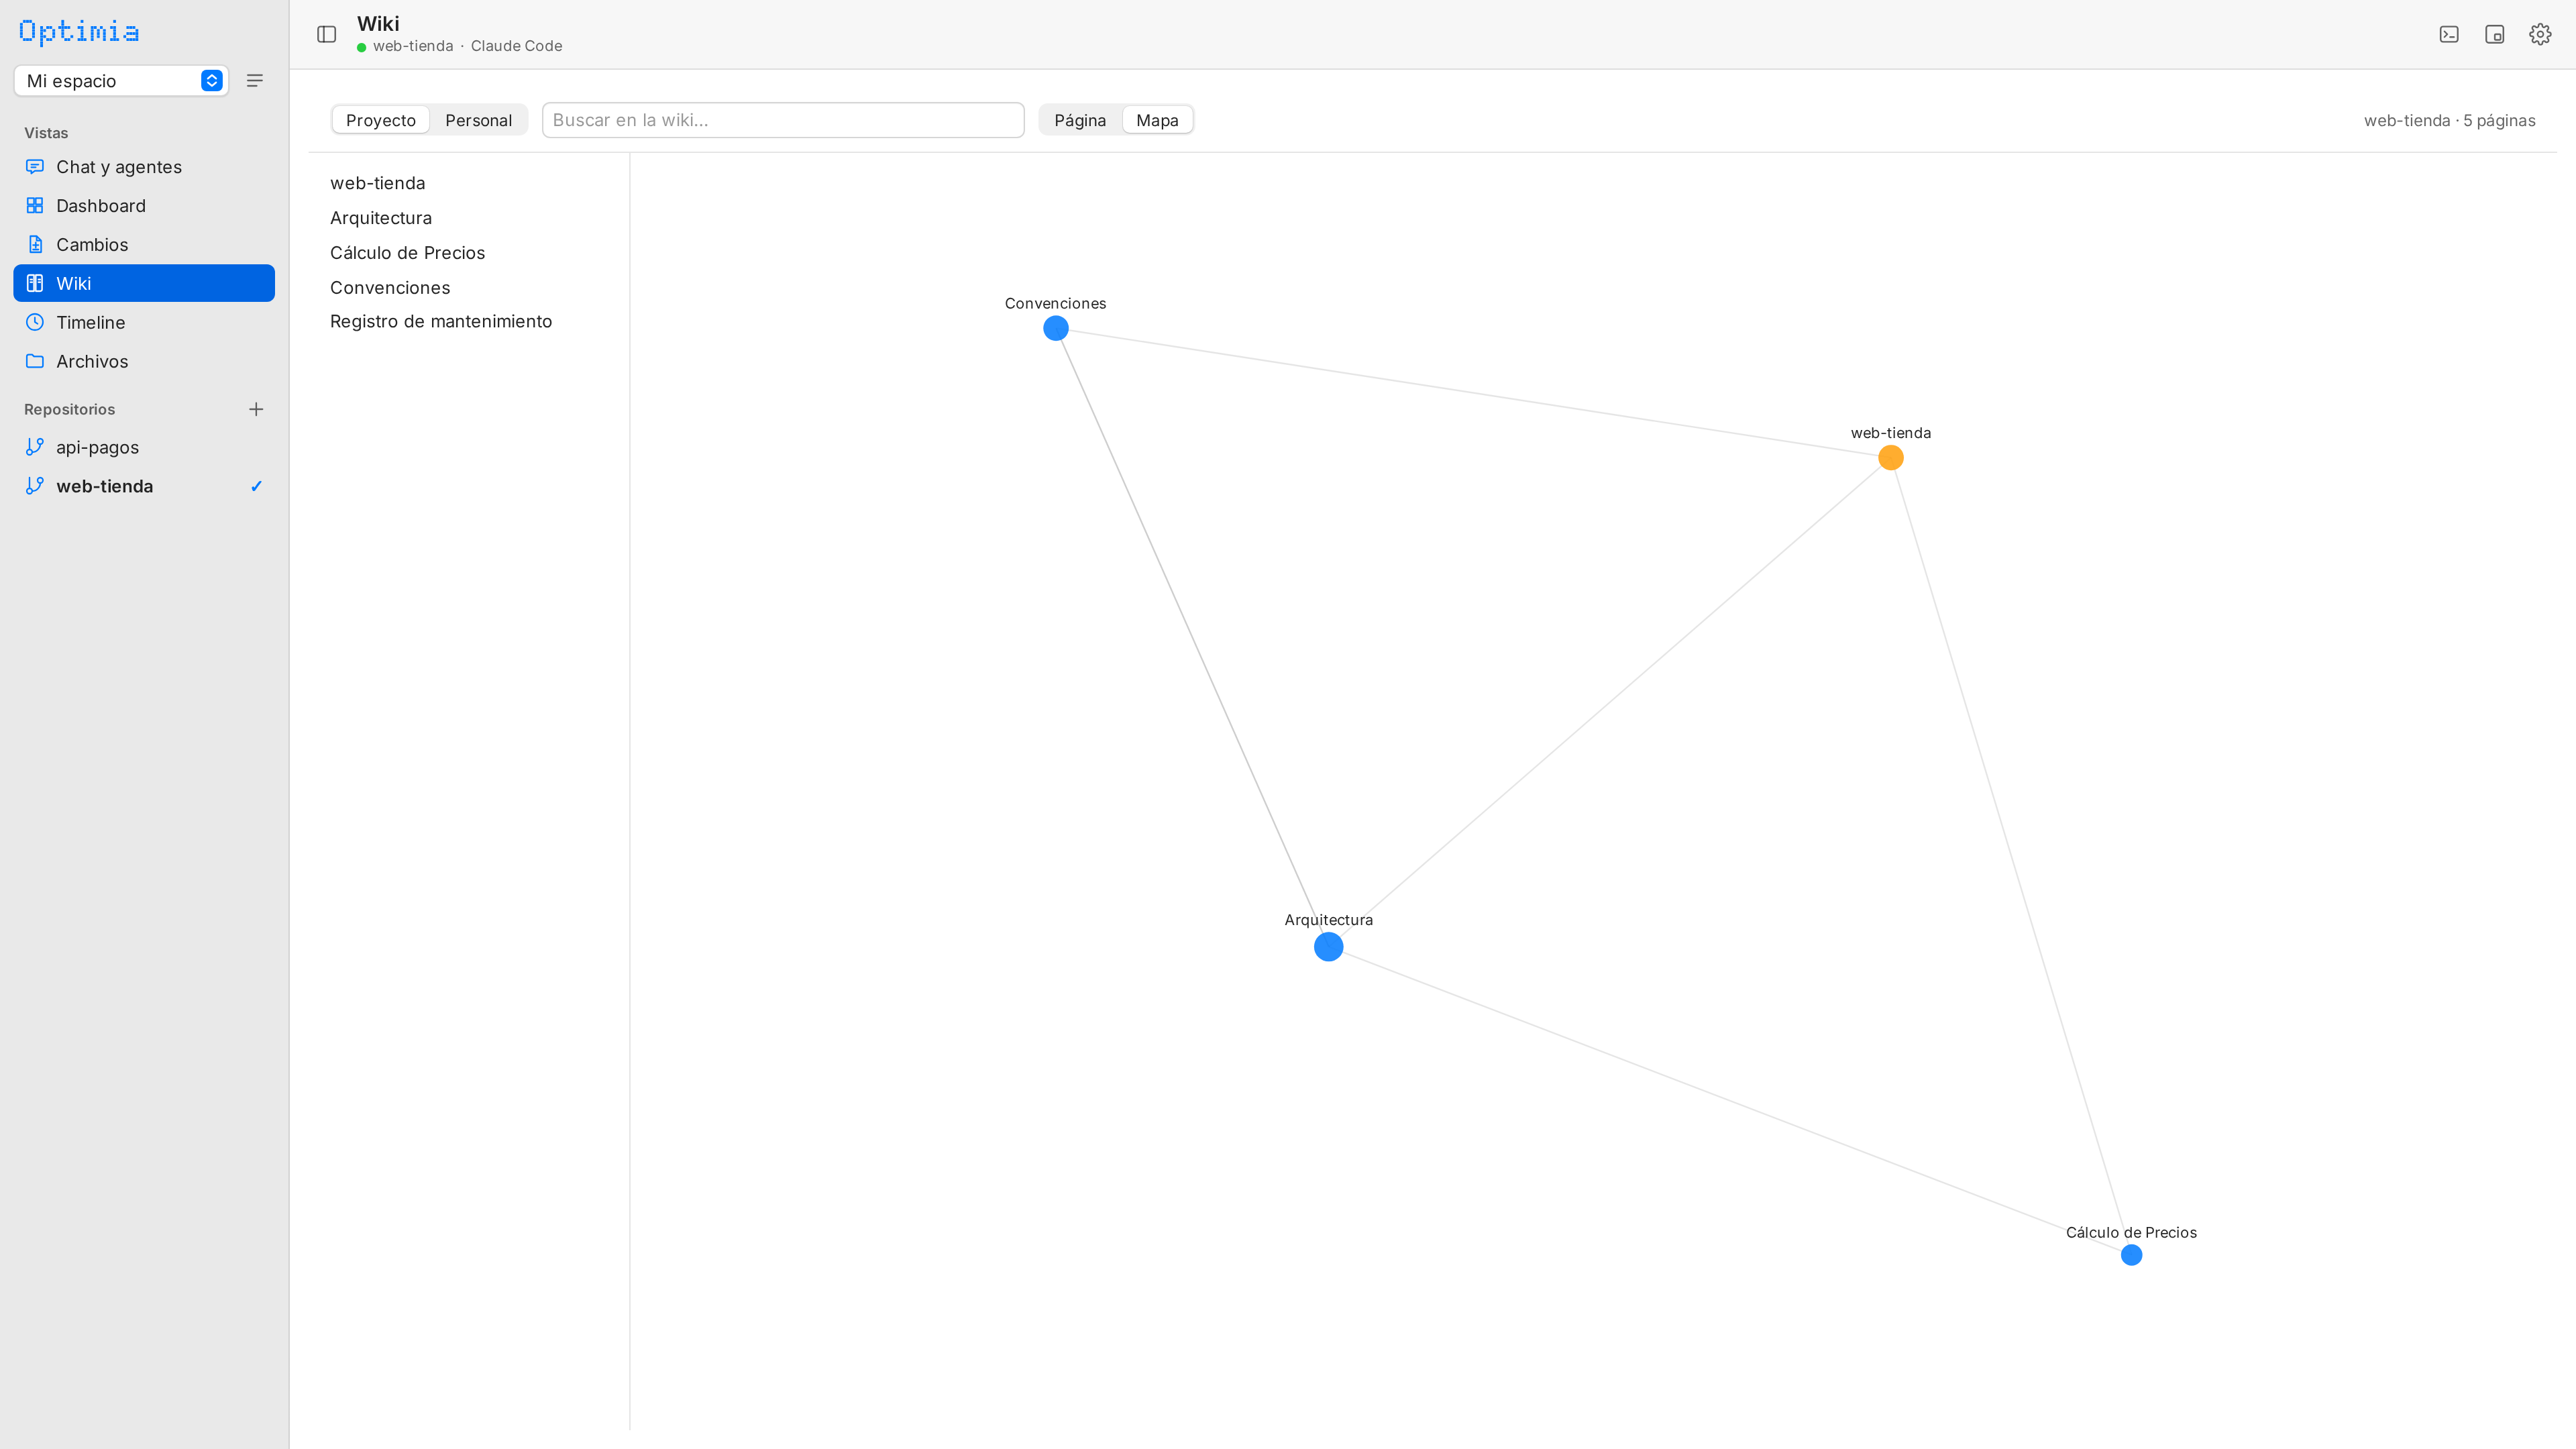 Optimia
Mi espacio
Vistas
Chat y agentes
Dashboard
Cambios
Wiki
Timeline
Archivos
Repositorios
api-pagos
web-tienda ✓
Wiki
web-tienda · Claude Code
Proyecto Personal
Buscar en la wiki...
Página Mapa
web-tienda · 5 páginas
web-tienda
Arquitectura
Cálculo de Precios
Convenciones
Registro de mantenimiento
Convenciones
web-tienda
Arquitectura
Cálculo de Precios